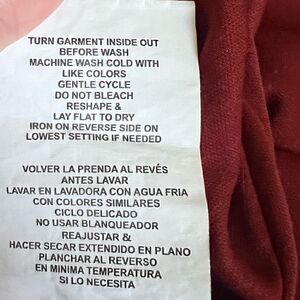 TURN GARMENT INSIDE OUT
BEFORE WASH
MACHINE WASH COLD WITH
LIKE COLORS
GENTLE CYCLE
DO NOT BLEACH
RESHAPE &
LAY FLAT TO DRY
IRON ON REVERSE SIDE ON
LOWEST SETTING IF NEEDED
VOLVER LA PRENDA AL REVÉS
ANTES LAVAR
LAVAR EN LAVADORA CON AGUA FRIA
CON COLORES SIMILARES
CICLO DELICADO
NO USAR BLANQUEADOR
REAJUSTAR &
HACER SECAR EXTENDIDO EN PLANO
PLANCHAR AL REVERSO
EN MINIMA TEMPERATURA
SI LO NECESITA